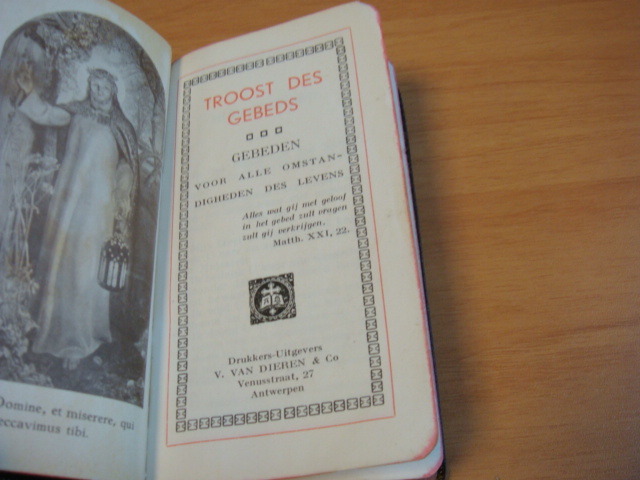 Domine, et miserere, qui
peccavimus tibi.
TROOST DES
GEBEDS
GEBEDEN
VOOR ALLE OMSTAN-
DIGHEDEN DES LEVENS
Alles wat gij met geloof
in het gebed zult vragen
zult gij verkrijgen.
Matth. XXI, 22.
Drukkers-Uitgevers
V. VAN DIEREN & Co
Venusstraat, 27
Antwerpen